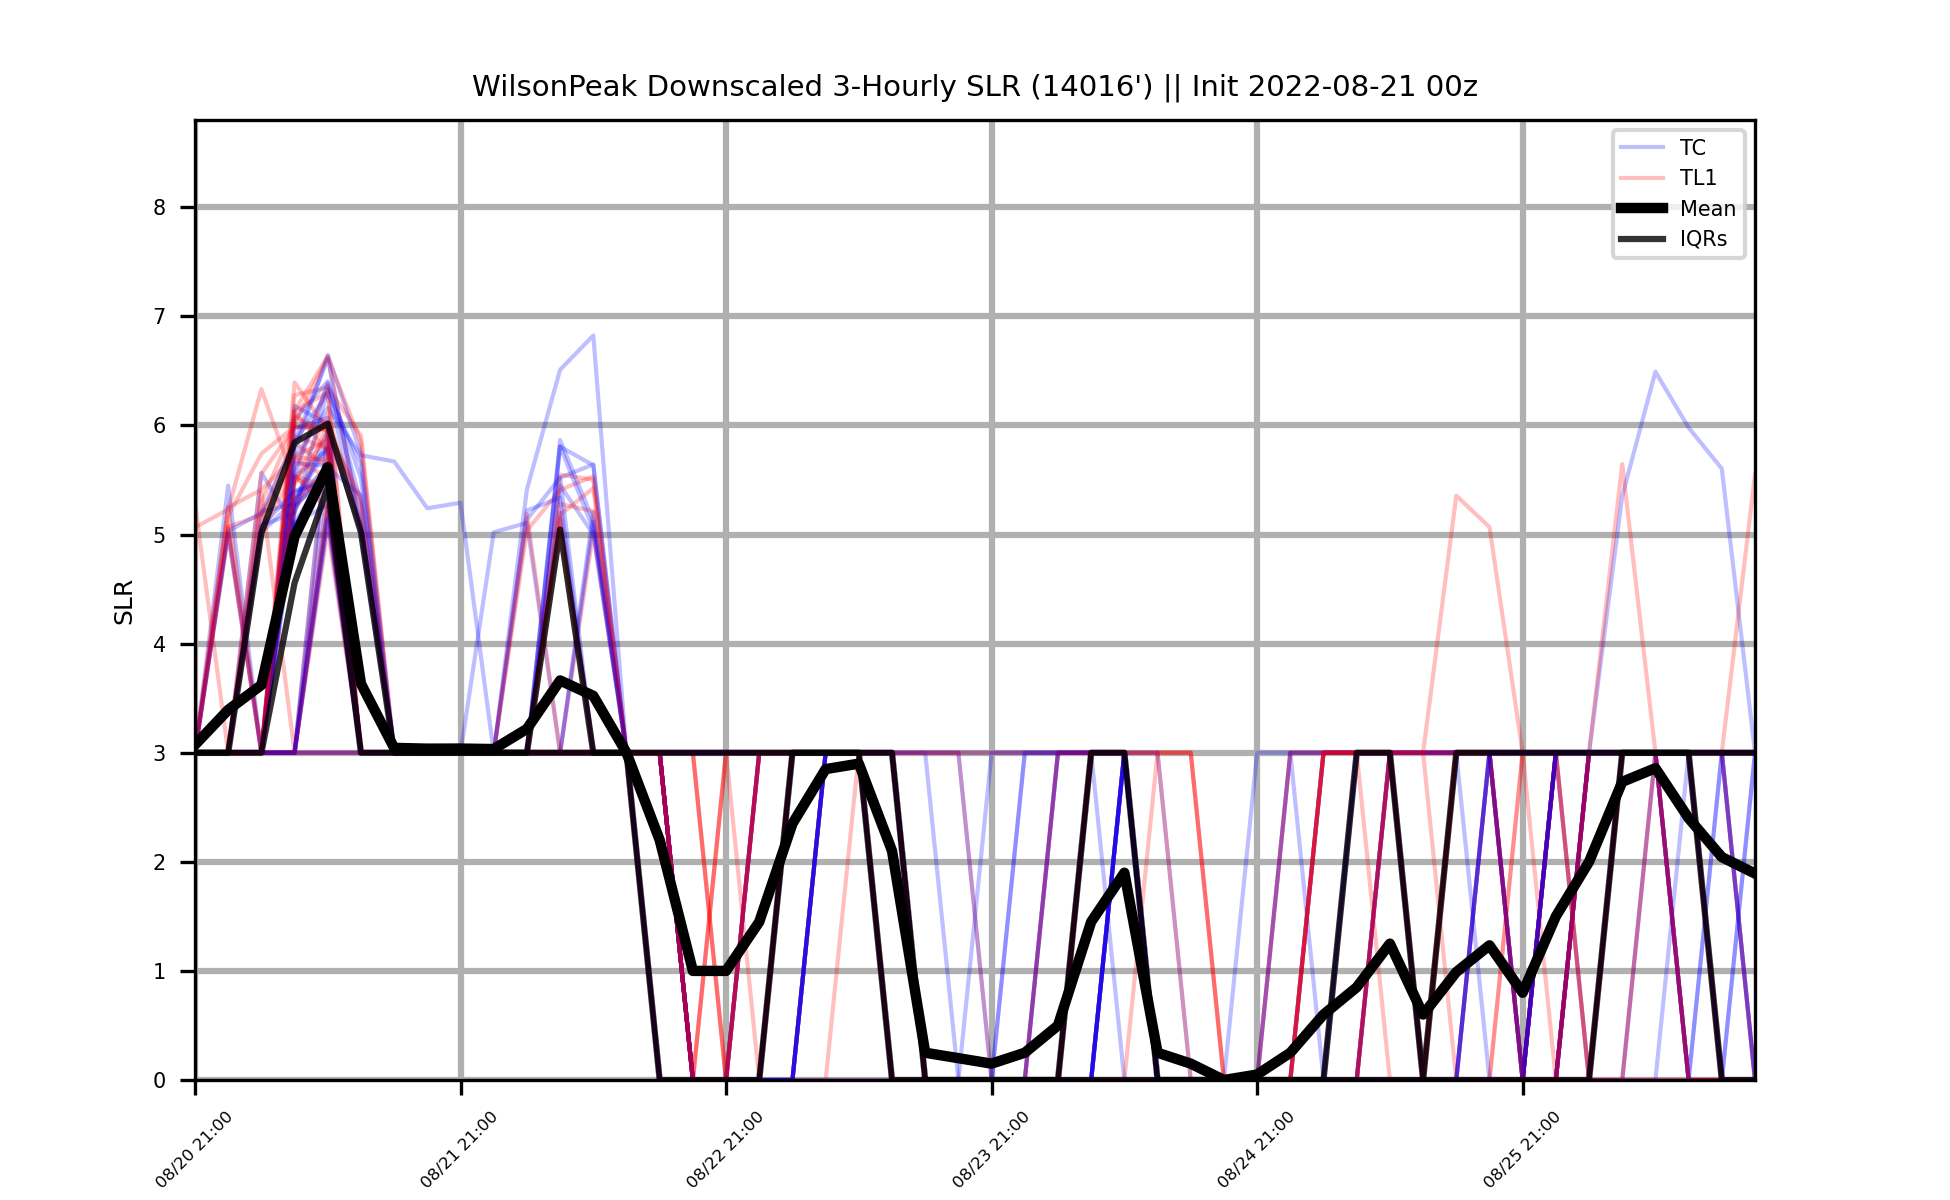 WilsonPeak Downscaled 3-Hourly SLR (14016') || Init 2022-08-21 00z
TC
TL1
Mean
IQRs
SLR
8
7
6
5
4
3
2
1
0
08/20 21:00
08/21 21:00
08/22 21:00
08/23 21:00
08/24 21:00
08/25 21:00